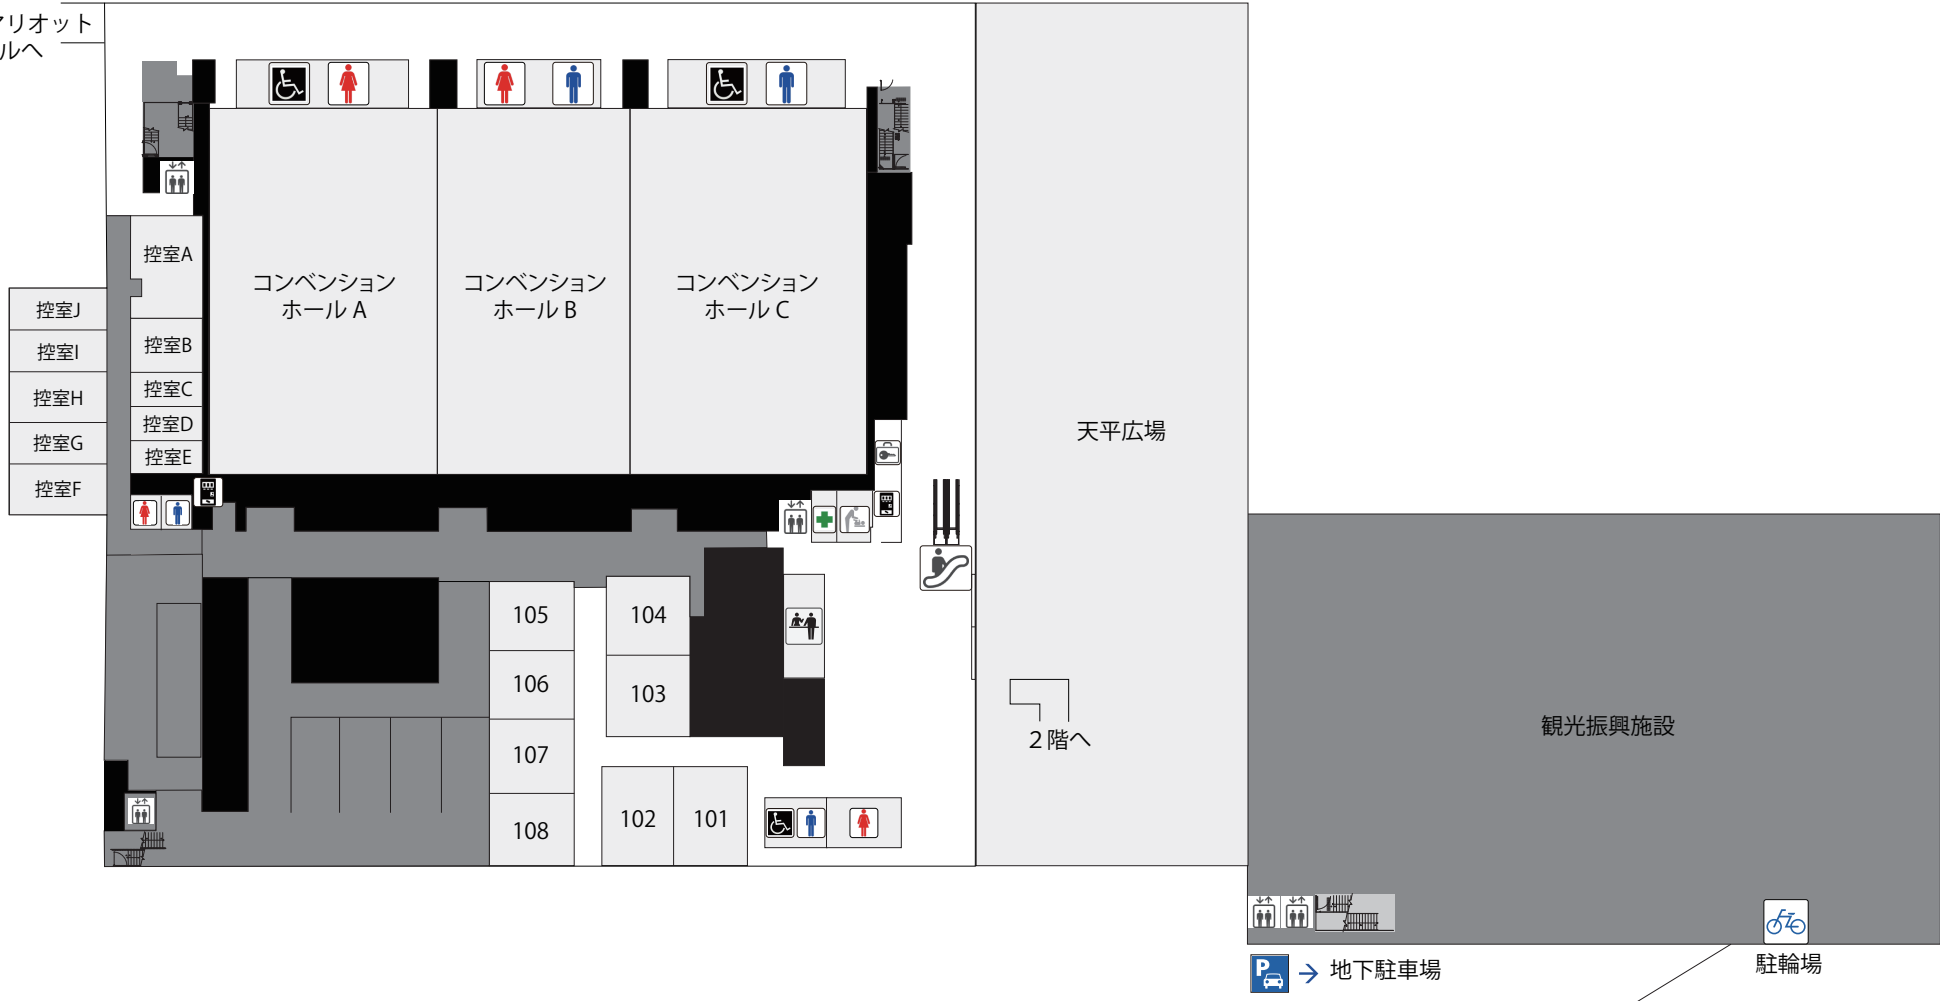 マリオット
ルへ
控室A
控室B
控室C
控室D
控室E
控室J
控室I
控室H
控室G
控室F
コンベンション
ホール A
コンベンション
ホール B
コンベンション
ホール C
天平広場
105
106
107
108
104
103
102
101
２階へ
観光振興施設
P
地下駐車場
駐輪場